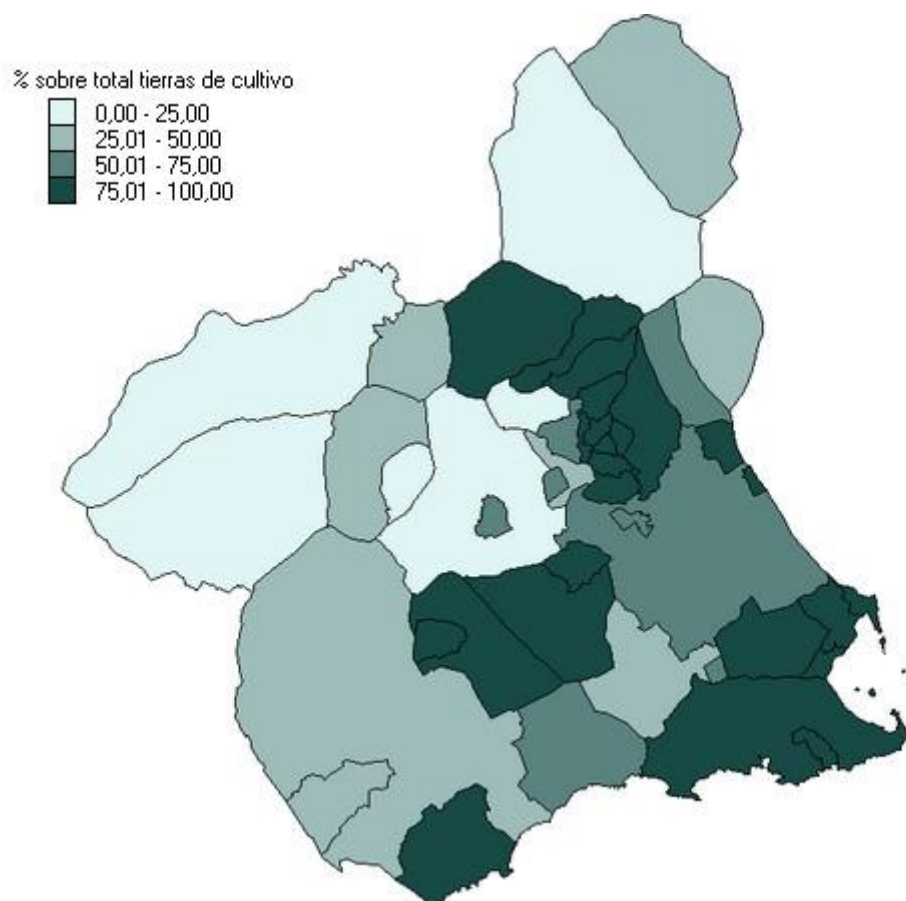 % sobre total tierras de cultivo
0,00 - 25,00
25,01 - 50,00
50,01 - 75,00
75,01 - 100,00